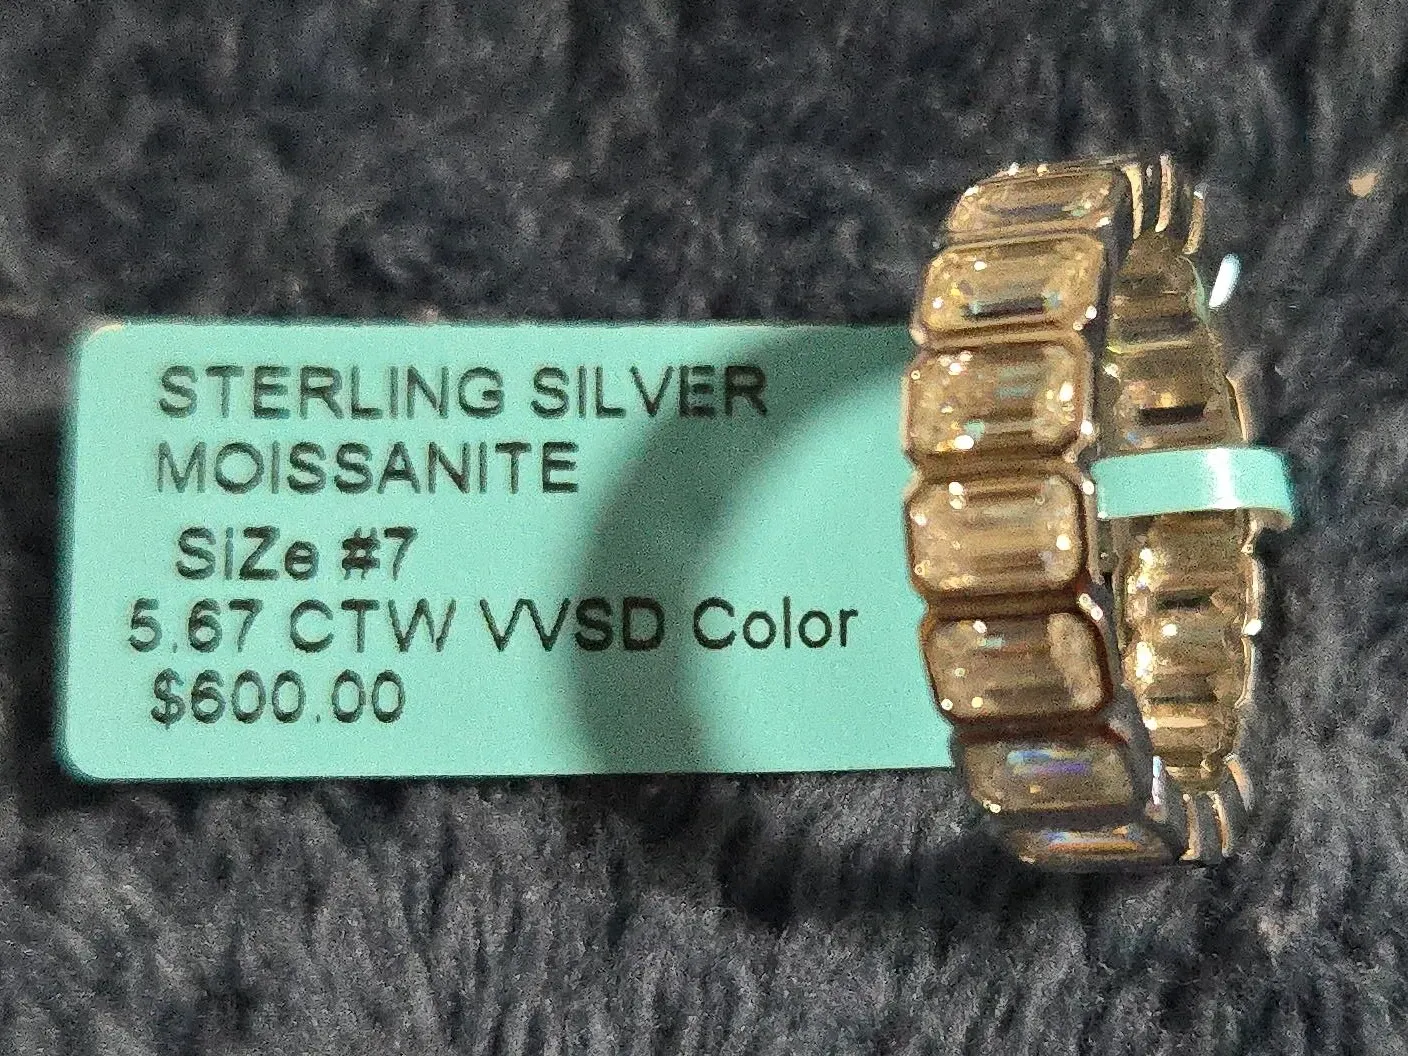 STERLING SILVER
MOISSANITE
SiZe #7
5.67 CTW VVSD Color
$600.00